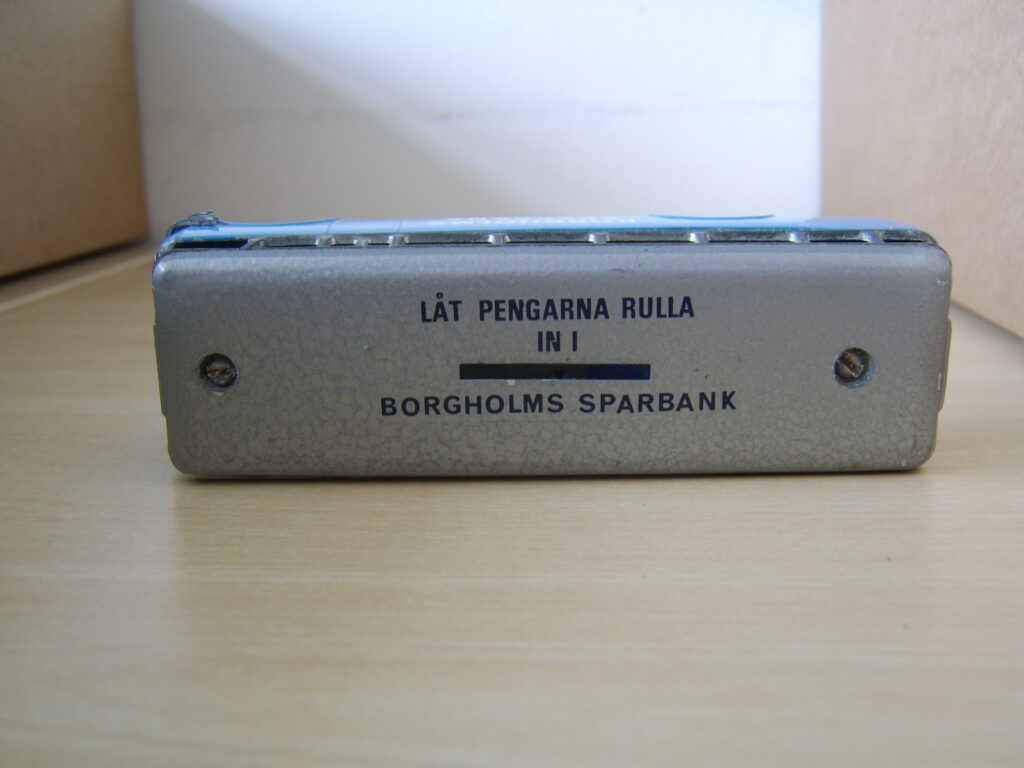 LÅT PENGARNA RULLA
IN I
BORGHOLMS SPARBANK